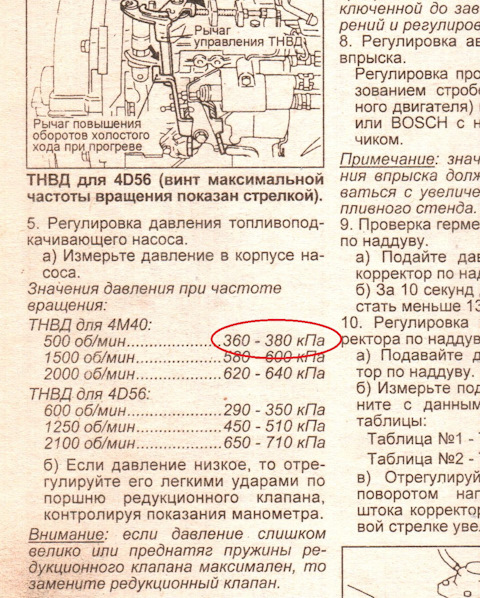 Рычаг
управления ТНВД
Рычаг повышения
оборотов холостого
хода при прогреве
ТНВД для 4D56 (винт максимальной
частоты вращения показан стрелкой).
5. Регулировка давления топливопод-
качивающего насоса.
а) Измерьте давление в корпусе на-
соса.
Значения давления при частоте
вращения:
ТНВД для 4М40:
500 об/мин......................360 - 380 кПа
1500 об/мин....................580 - 600 кПа
2000 об/мин....................620 - 640 кПа
ТНВД для 4D56:
600 об/мин......................290 - 350 кПа
1250 об/мин....................450 - 510 кПа
2100 об/мин....................650 - 710 кПа
б) Если давление низкое, то отре-
гулируйте его легкими ударами по
поршню редукционного клапана,
контролируя показания манометра.
Внимание: если давление слишком
велико или преднатяг пружины ре-
дукционного клапана максимален, то
замените редукционный клапан.
ключенной до зав
рений и регулиров
8. Регулировка ав
впрыска.
Регулировка про
зованием стробо
ного двигателя)
или BOSCH с н
чиком.
Примечание: знач
ния впрыска долж
ваться с увеличе
пливного стенда.
9. Проверка герме
по наддуву.
а) Подайте дав
корректор по на
б) За 10 секунд
стать меньше 13
10. Регулировка
ректора по наддув
а) Подавайте д
тор по наддуву.
б) Измерьте под
ните с данным
таблицы:
Таблица №1 -
Таблица №2 -
в) Отрегулируй
поворотом нап
штока корректор
вой стрелке уве